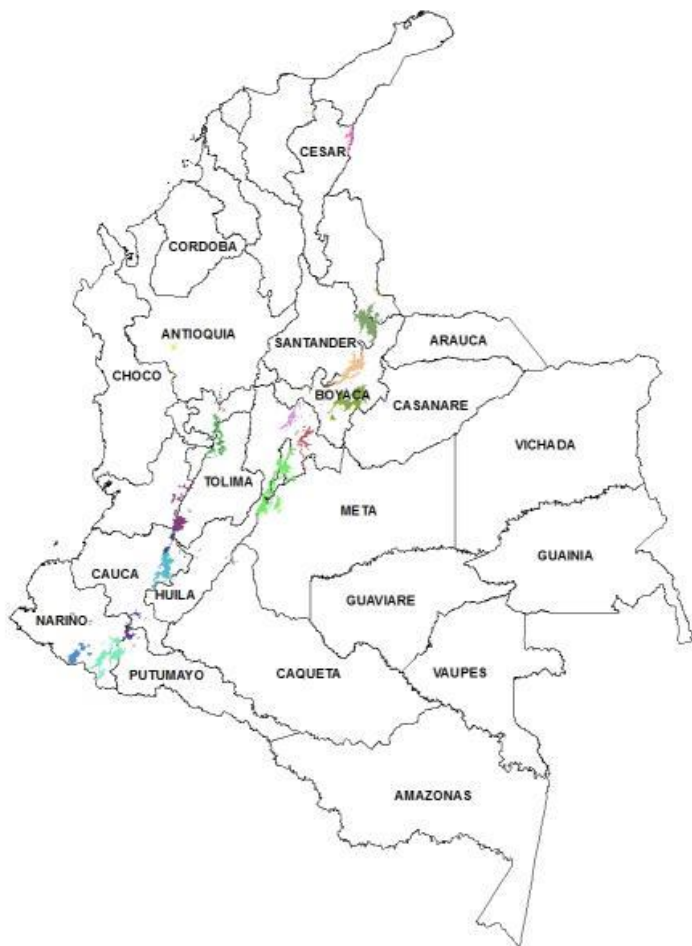 CESAR
CORDOBA
ANTIOQUIA
SANTANDER
ARAUCA
CHOCO
BOYACA
CASANARE
VICHADA
TOLIMA
META
GUAINIA
CAUCA
HUILA
GUAVIARE
NARIÑO
PUTUMAYO
CAQUETA
VAUPES
AMAZONAS